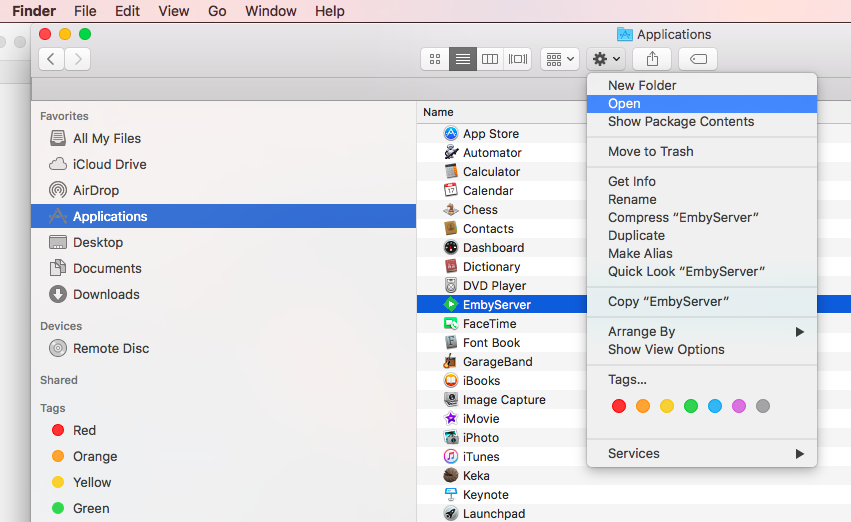 Finder File Edit View Go Window Help
Applications
Favorites
All My Files
iCloud Drive
AirDrop
Applications
Desktop
Documents
Downloads
Devices
Remote Disc
Shared
Tags
Red
Orange
Yellow
Green
Name
App Store
Automator
Calculator
Calendar
Chess
Contacts
Dashboard
Dictionary
DVD Player
EmbyServer
FaceTime
Font Book
GarageBand
iBooks
Image Capture
iMovie
iPhoto
iTunes
Keka
Keynote
Launchpad
New Folder
Open
Show Package Contents
Move to Trash
Get Info
Rename
Compress “EmbyServer”
Duplicate
Make Alias
Quick Look “EmbyServer”
Copy “EmbyServer”
Arrange By
Show View Options
Tags...
Services